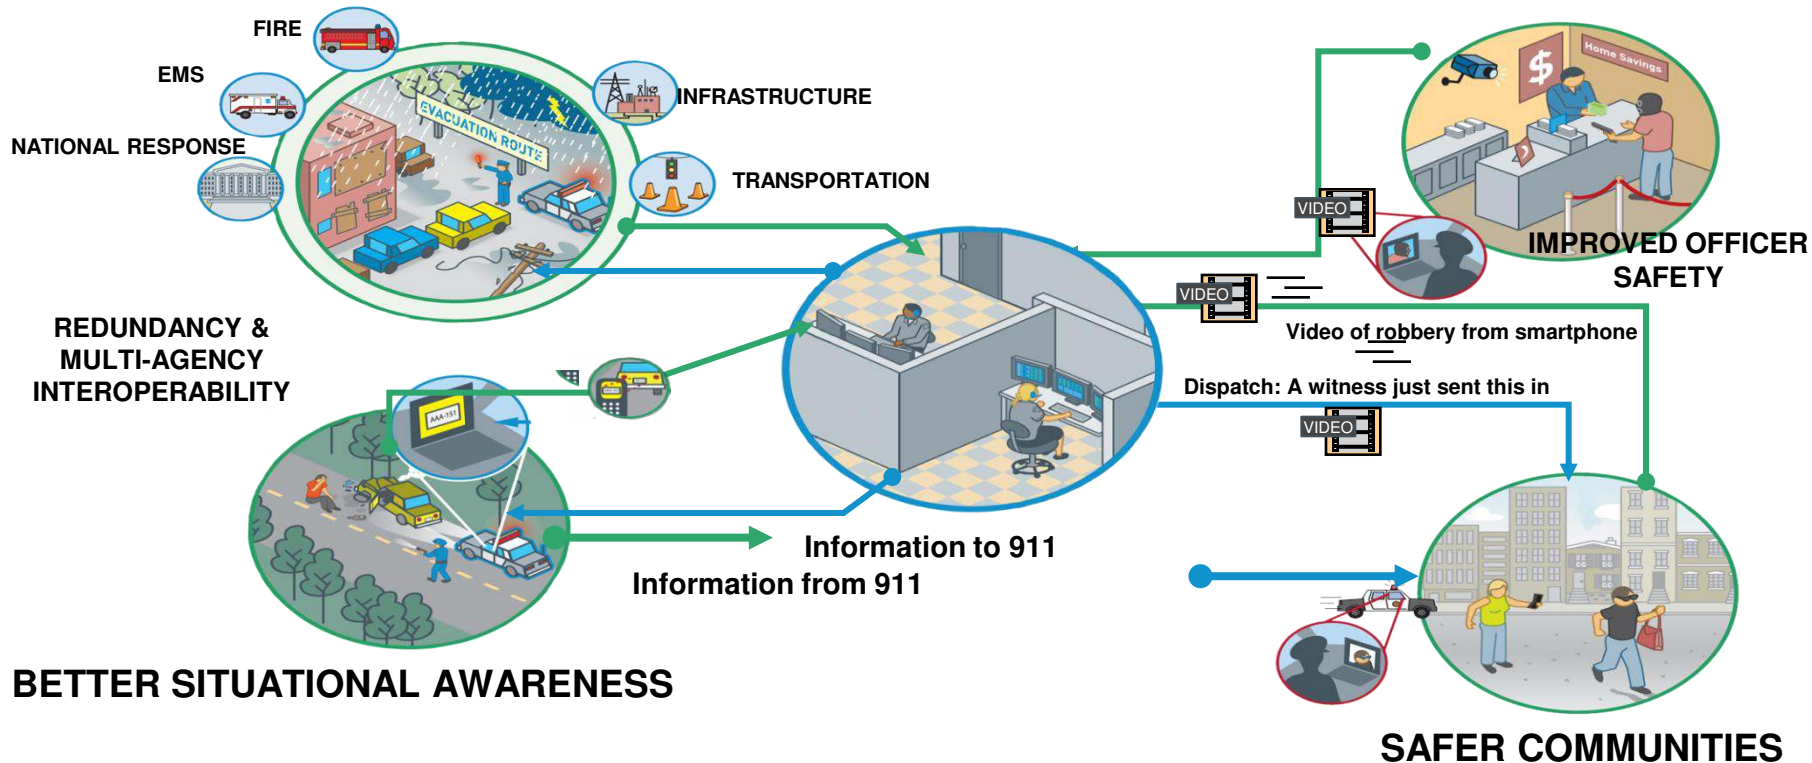 FIRE
EMS
NATIONAL RESPONSE
INFRASTRUCTURE
TRANSPORTATION
EVACUATION ROUTE
$
Home Savings
VIDEO
IMPROVED OFFICER
SAFETY
VIDEO
Video of robbery from smartphone
Dispatch: A witness just sent this in
VIDEO
REDUNDANCY &
MULTI-AGENCY
INTEROPERABILITY
AAA-151
Information to 911
Information from 911
BETTER SITUATIONAL AWARENESS
SAFER COMMUNITIES